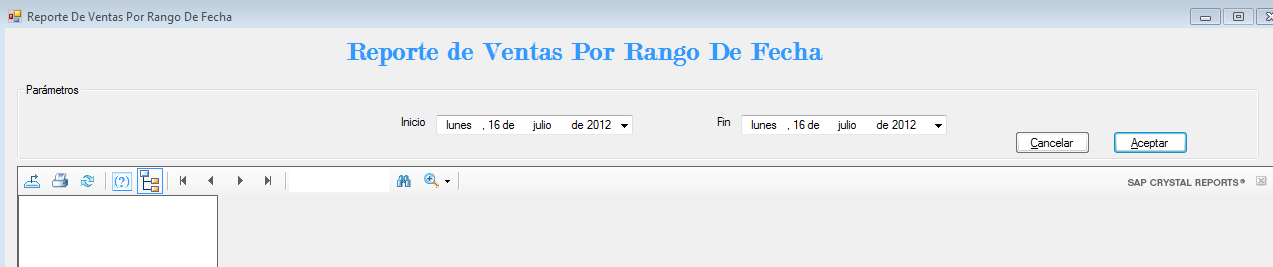 Reporte De Ventas Por Rango De Fecha
Reporte de Ventas Por Rango De Fecha
Parámetros
Inicio lunes , 16 de julio de 2012 Fin lunes , 16 de julio de 2012
Cancelar Aceptar
(?) SAP CRYSTAL REPORTS®